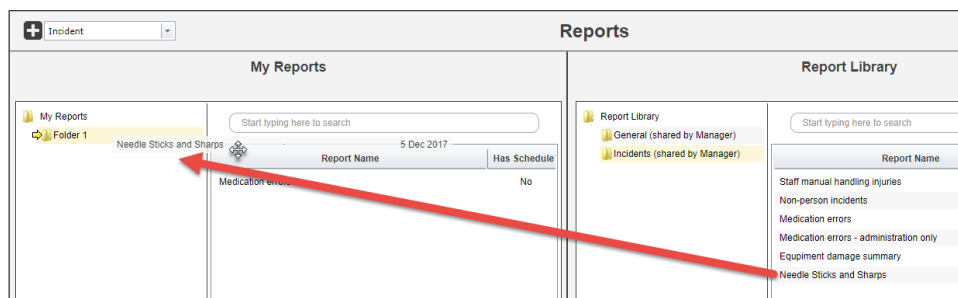 Incident
Reports
My Reports
My Reports
Folder 1
Start typing here to search
Needle Sticks and Sharps
5 Dec 2017
Report Name
Has Schedule
Medication errors
No
Report Library
Report Library
General (shared by Manager)
Incidents (shared by Manager)
Start typing here to search
Report Name
Staff manual handling injuries
Non-person incidents
Medication errors
Medication errors - administration only
Equpiment damage summary
Needle Sticks and Sharps